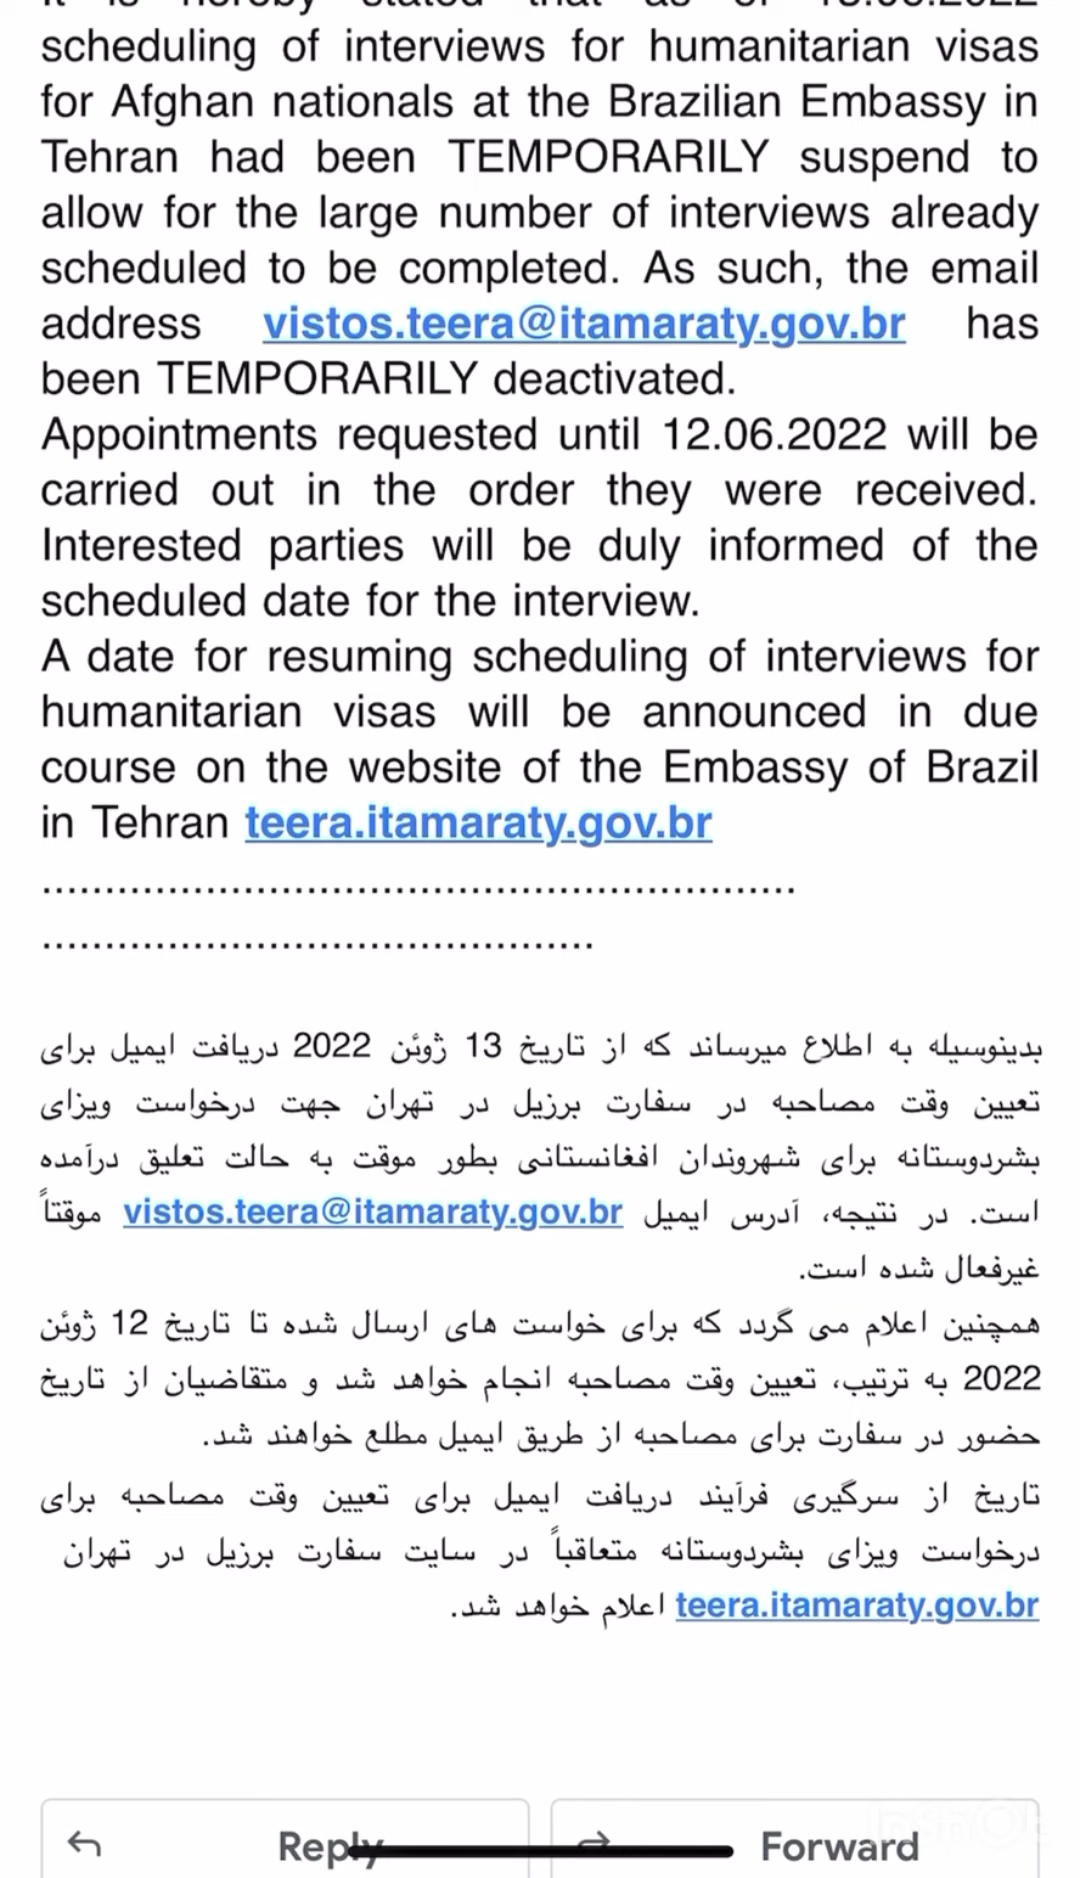 It is hereby stated that as of 13.06.2022
scheduling of interviews for humanitarian visas
for Afghan nationals at the Brazilian Embassy in
Tehran had been TEMPORARILY suspend to
allow for the large number of interviews already
scheduled to be completed. As such, the email
address vistos.teera@itamaraty.gov.br has
been TEMPORARILY deactivated.
Appointments requested until 12.06.2022 will be
carried out in the order they were received.
Interested parties will be duly informed of the
scheduled date for the interview.
A date for resuming scheduling of interviews for
humanitarian visas will be announced in due
course on the website of the Embassy of Brazil
in Tehran teera.itamaraty.gov.br
............................................................
............................................
بدینوسیله به اطلاع میرساند که از تاریخ 13 ژوئن 2022 دریافت ایمیل برای
تعیین وقت مصاحبه در سفارت برزیل در تهران جهت درخواست ویزای
بشردوستانه برای شهروندان افغانستانی بطور موقت به حالت تعلیق درآمده
است. در نتیجه، آدرس ایمیل vistos.teera@itamaraty.gov.br موقتاً
غیرفعال شده است.
همچنین اعلام می گردد که برای خواست های ارسال شده تا تاریخ 12 ژوئن
2022 به ترتیب، تعیین وقت مصاحبه انجام خواهد شد و متقاضیان از تاریخ
حضور در سفارت برای مصاحبه از طریق ایمیل مطلع خواهند شد.
تاریخ از سرگیری فرآیند دریافت ایمیل برای تعیین وقت مصاحبه برای
درخواست ویزای بشردوستانه متعاقباً در سایت سفارت برزیل در تهران
teera.itamaraty.gov.br اعلام خواهد شد.
Reply Forward